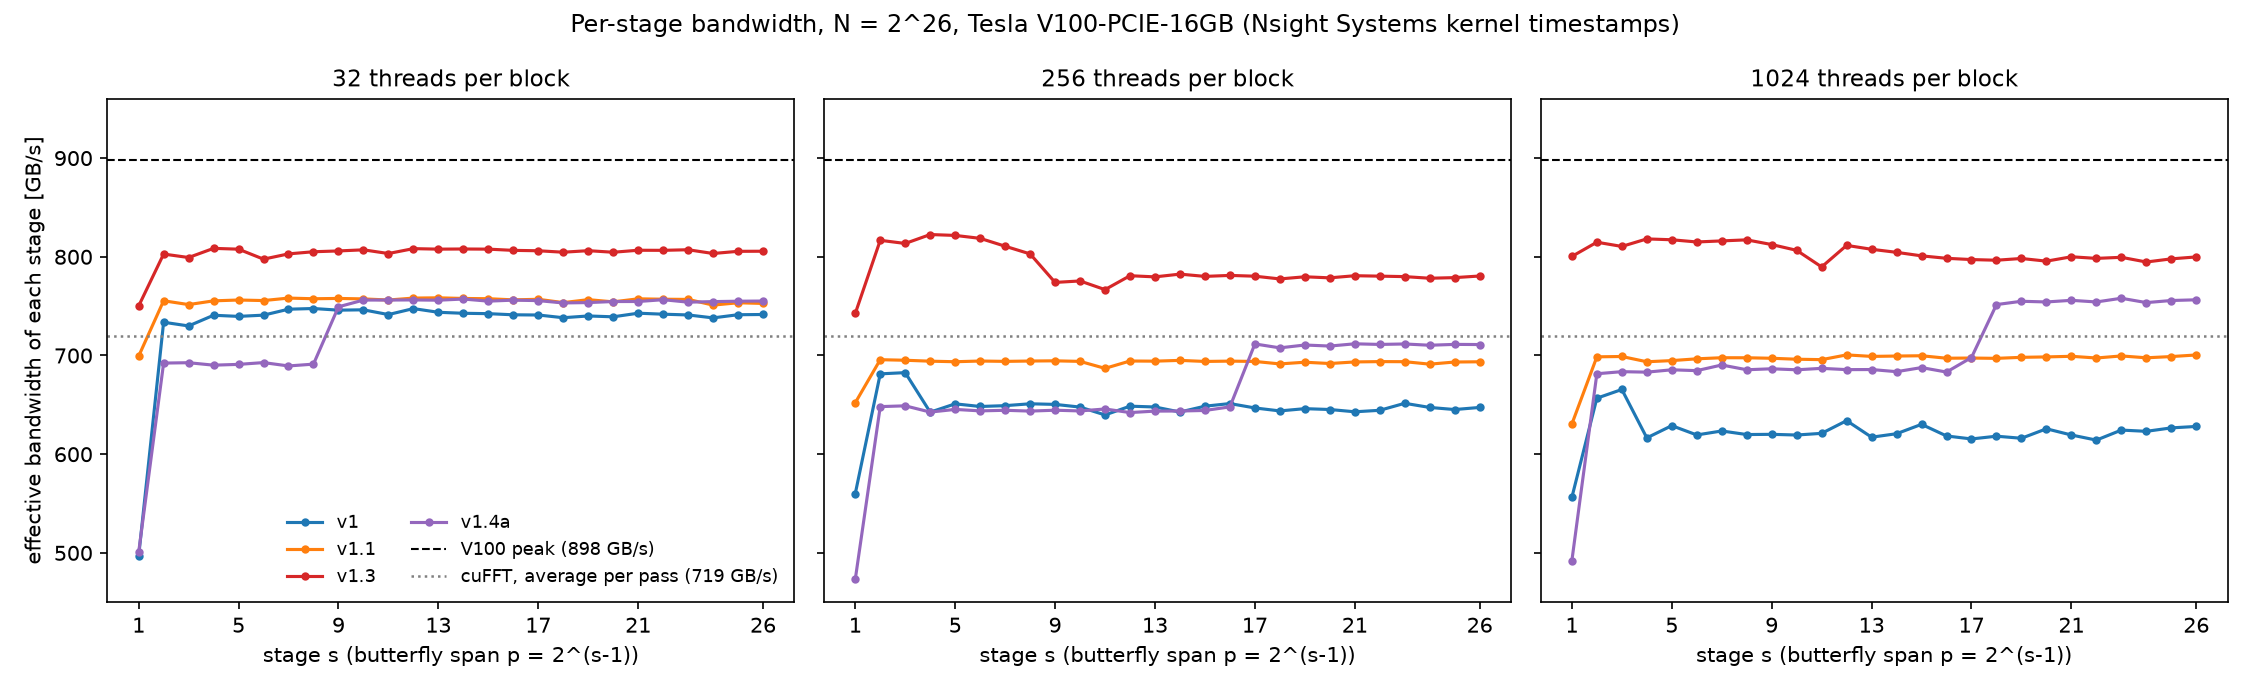 Per-stage bandwidth, N = 2^26, Tesla V100-PCIE-16GB (Nsight Systems kernel timestamps)
32 threads per block
256 threads per block
1024 threads per block
effective bandwidth of each stage [GB/s]
900
800
700
600
500
v1
v1.1
v1.3
v1.4a
V100 peak (898 GB/s)
cuFFT, average per pass (719 GB/s)
1 5 9 13 17 21 26
1 5 9 13 17 21 26
1 5 9 13 17 21 26
stage s (butterfly span p = 2^(s-1))
stage s (butterfly span p = 2^(s-1))
stage s (butterfly span p = 2^(s-1))